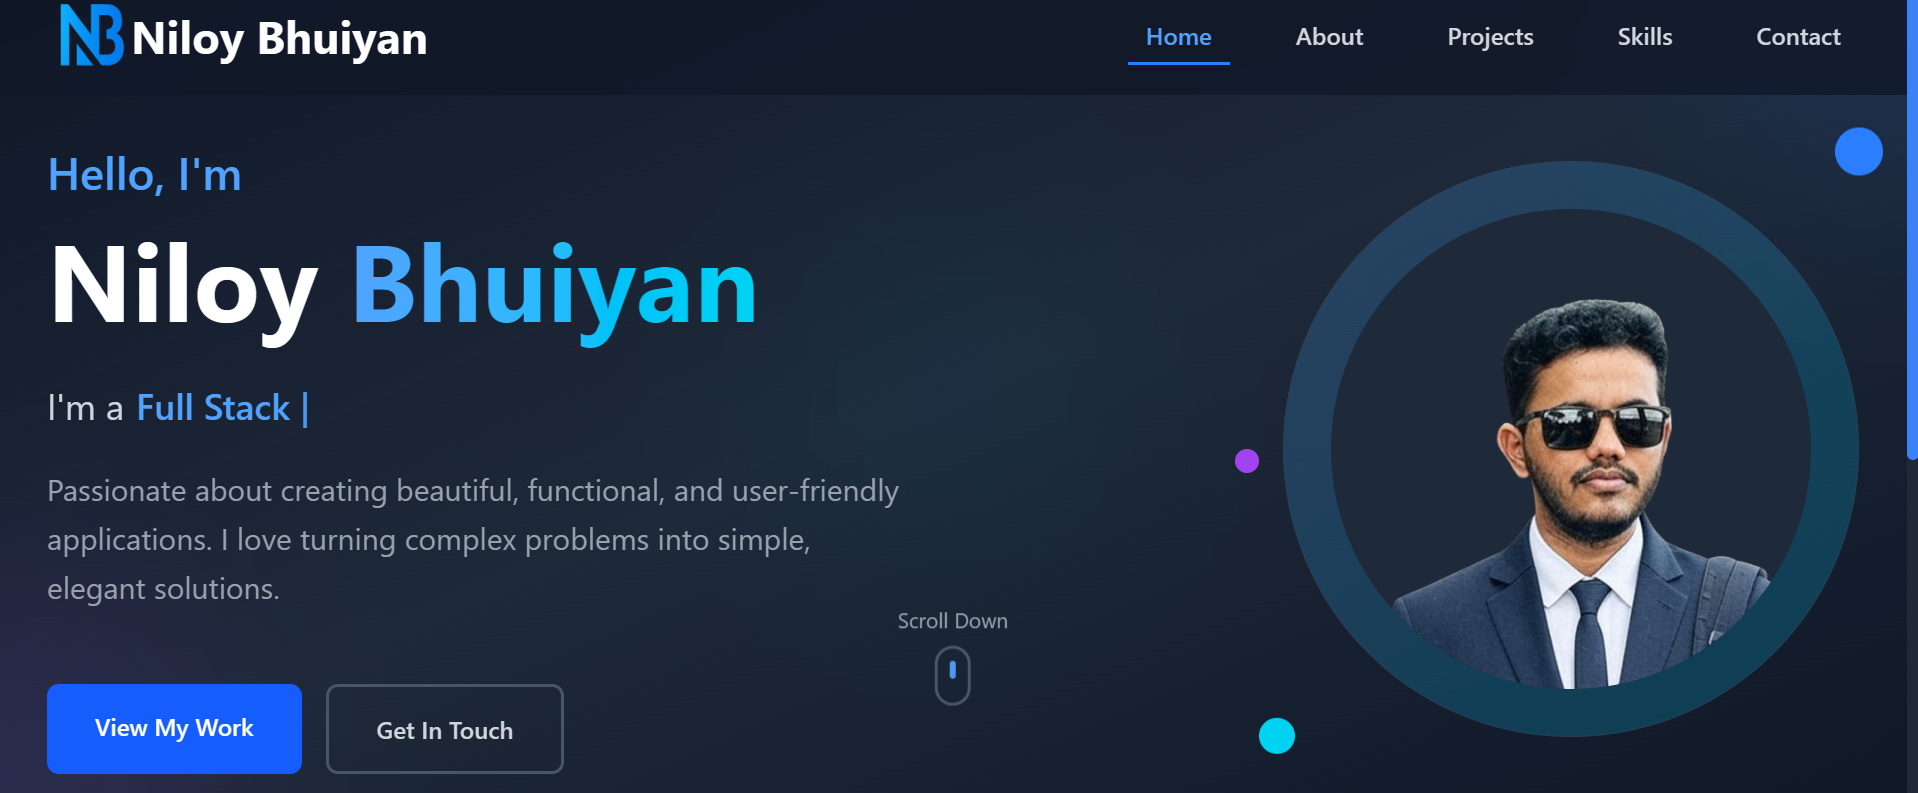 NB Niloy Bhuiyan
Home About Projects Skills Contact
Hello, I'm
Niloy Bhuiyan
I'm a Full Stack |
Passionate about creating beautiful, functional, and user-friendly
applications. I love turning complex problems into simple,
elegant solutions.
Scroll Down
View My Work
Get In Touch